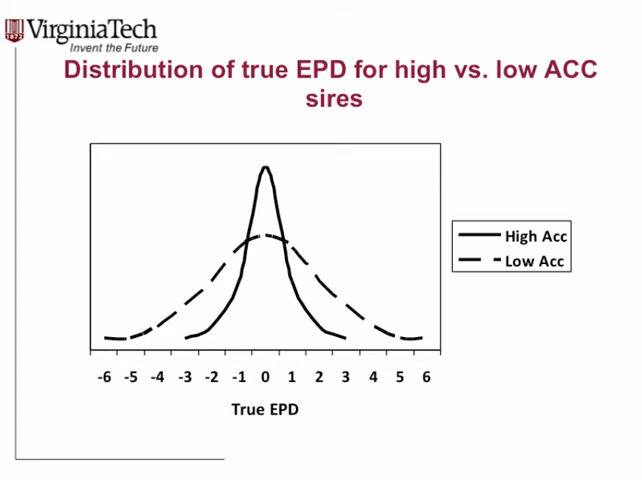 1872
VirginiaTech
Invent the Future
Distribution of true EPD for high vs. low ACC
sires
High Acc
Low Acc
-6 -5 -4 -3 -2 -1 0 1 2 3 4 5 6
True EPD